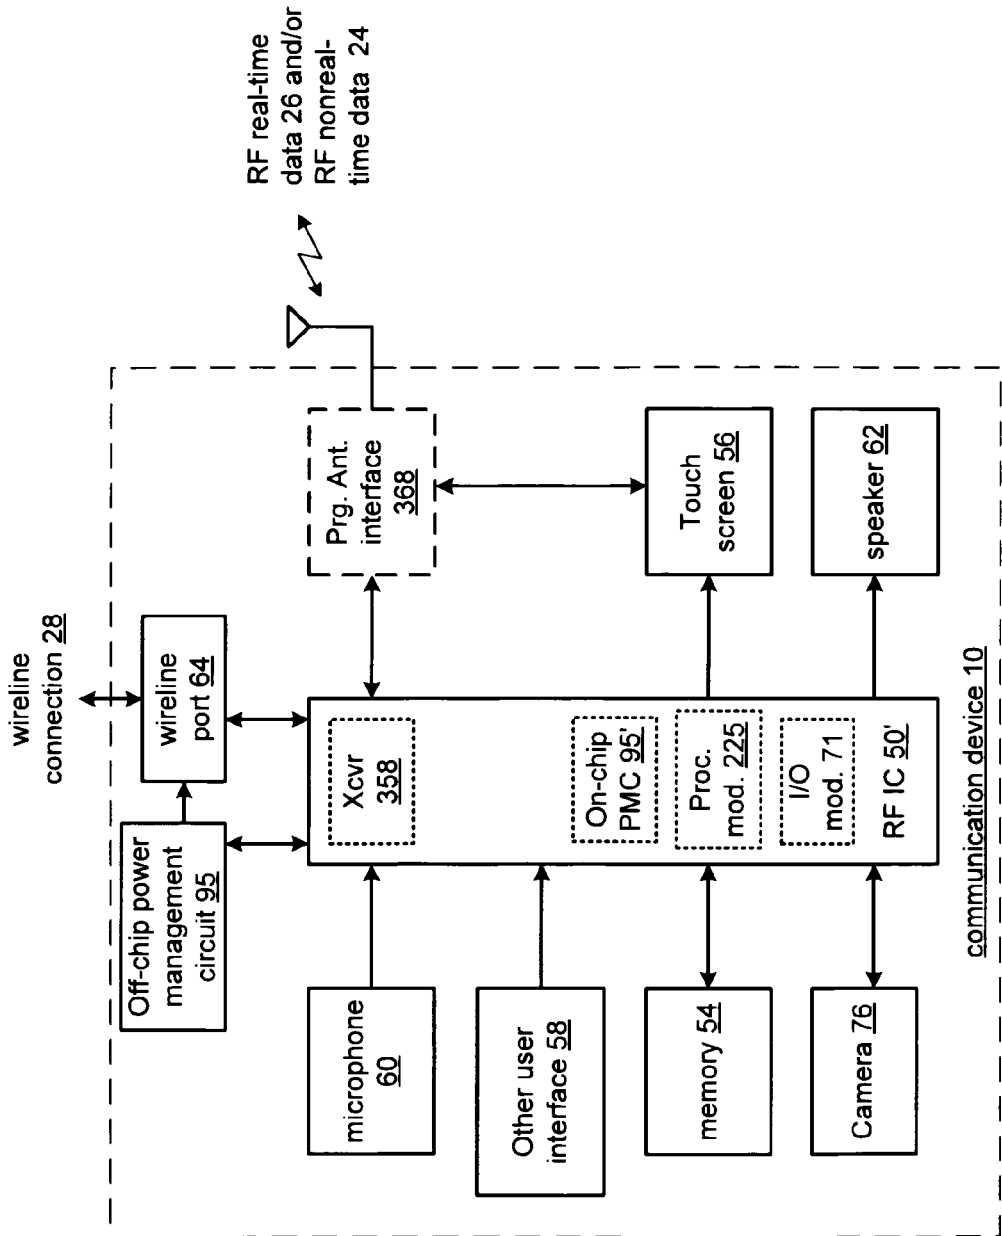 wireline
connection 28
Off-chip power
management
circuit 95
wireline
port 64
RF real-time
data 26 and/or
RF nonreal-
time data 24
microphone
60
Xcvr
358
Prg. Ant.
interface
368
Other user
interface 58
On-chip
PMC 95'
memory 54
Proc.
mod. 225
Touch
screen 56
Camera 76
I/O
mod. 71
RF IC 50'
speaker 62
communication device 10